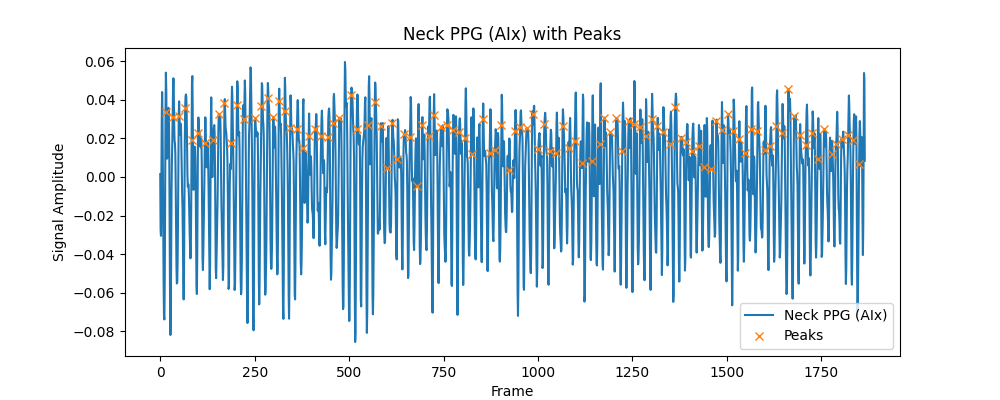 Neck PPG (AIx) with Peaks
0.06
0.04
0.02
0.00
−0.02
−0.04
−0.06
−0.08
Signal Amplitude
Neck PPG (AIx)
Peaks
0 250 500 750 1000 1250 1500 1750
Frame